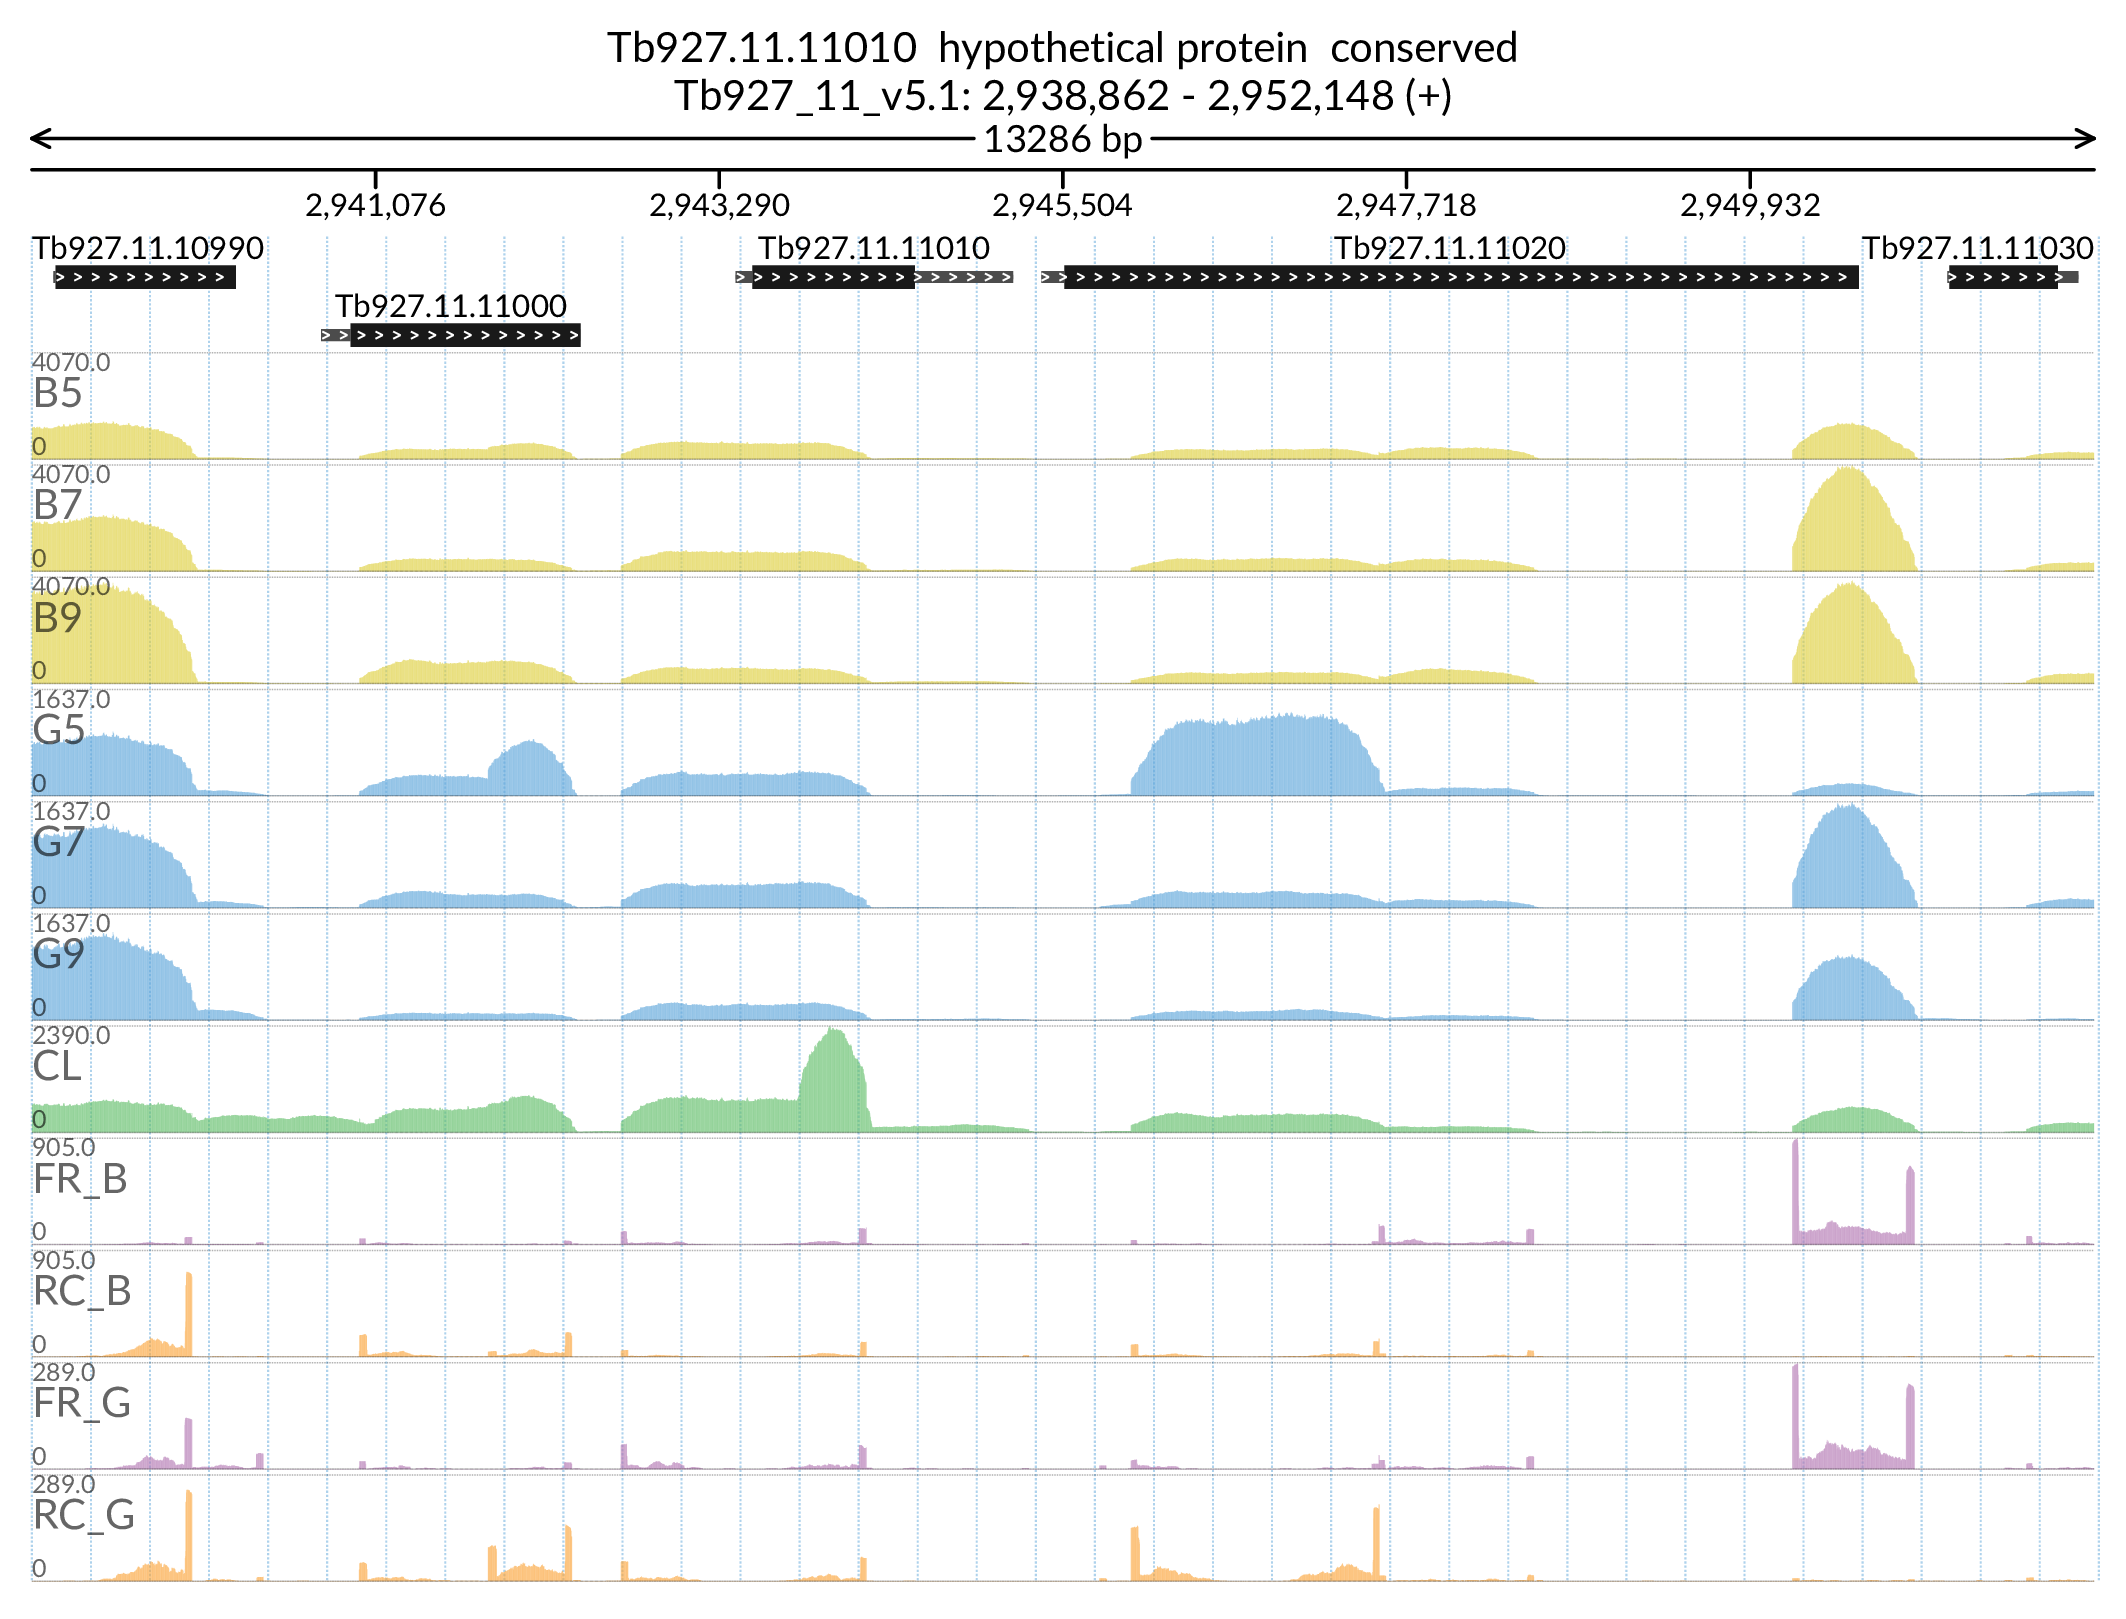 Tb927.11.11010 hypothetical protein conserved
Tb927_11_v5.1: 2,938,862 - 2,952,148 (+)
13286 bp
2,941,076 2,943,290 2,945,504 2,947,718 2,949,932
Tb927.11.10990 Tb927.11.11010 Tb927.11.11020 Tb927.11.11030
Tb927.11.11000
4070.0
B5
0
4070.0
B7
0
4070.0
B9
0
1637.0
G5
0
1637.0
G7
0
1637.0
G9
0
2390.0
CL
0
905.0
FR_B
0
905.0
RC_B
0
289.0
FR_G
0
289.0
RC_G
0